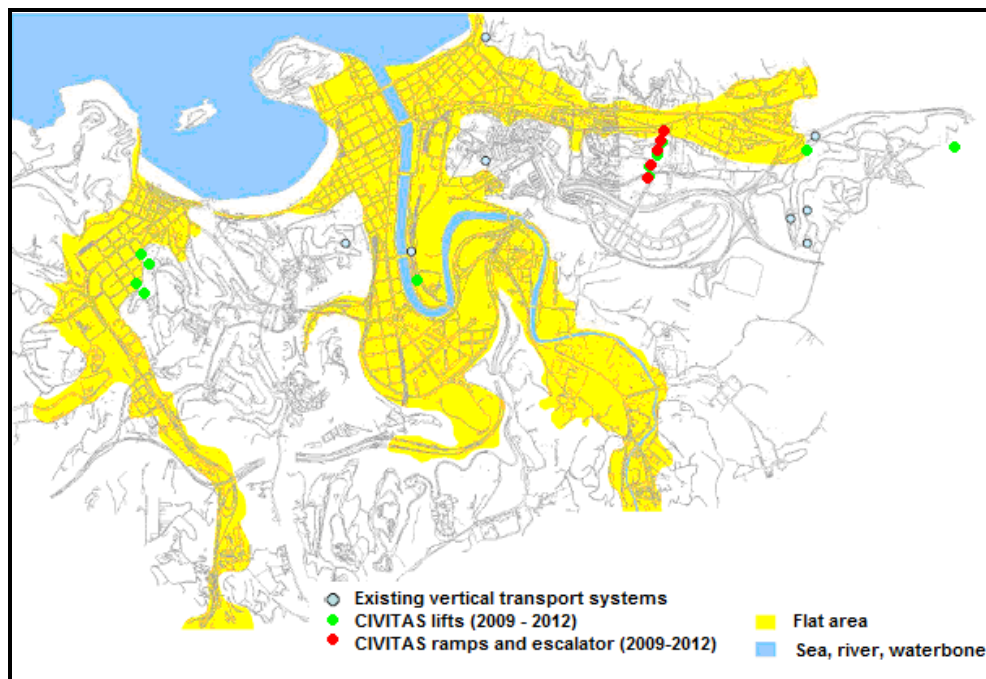 Existing vertical transport systems
CIVITAS lifts (2009 - 2012)
CIVITAS ramps and escalator (2009-2012)
Flat area
Sea, river, waterbone